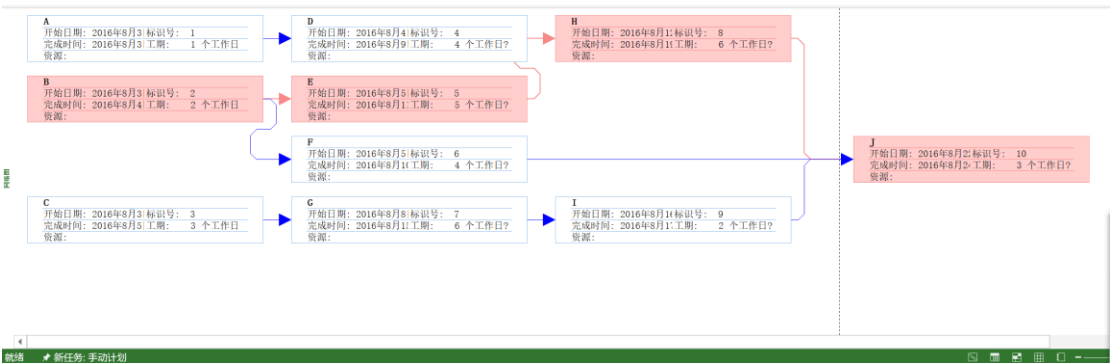 A
开始日期: 2016年8月3 标识号: 1
完成时间: 2016年8月3 工期: 1 个工作日
资源:
D
开始日期: 2016年8月4 标识号: 4
完成时间: 2016年8月9 工期: 4 个工作日?
资源:
H
开始日期: 2016年8月1 标识号: 8
完成时间: 2016年8月1 工期: 6 个工作日?
资源:
B
开始日期: 2016年8月3 标识号: 2
完成时间: 2016年8月4 工期: 2 个工作日
资源:
E
开始日期: 2016年8月5 标识号: 5
完成时间: 2016年8月1 工期: 5 个工作日?
资源:
F
开始日期: 2016年8月5 标识号: 6
完成时间: 2016年8月1 工期: 4 个工作日?
资源:
J
开始日期: 2016年8月2 标识号: 10
完成时间: 2016年8月2 工期: 3 个工作日?
资源:
网络图
C
开始日期: 2016年8月3 标识号: 3
完成时间: 2016年8月5 工期: 3 个工作日
资源:
G
开始日期: 2016年8月8 标识号: 7
完成时间: 2016年8月1 工期: 6 个工作日?
资源:
I
开始日期: 2016年8月1 标识号: 9
完成时间: 2016年8月1 工期: 2 个工作日?
资源:
就绪 新任务: 手动计划